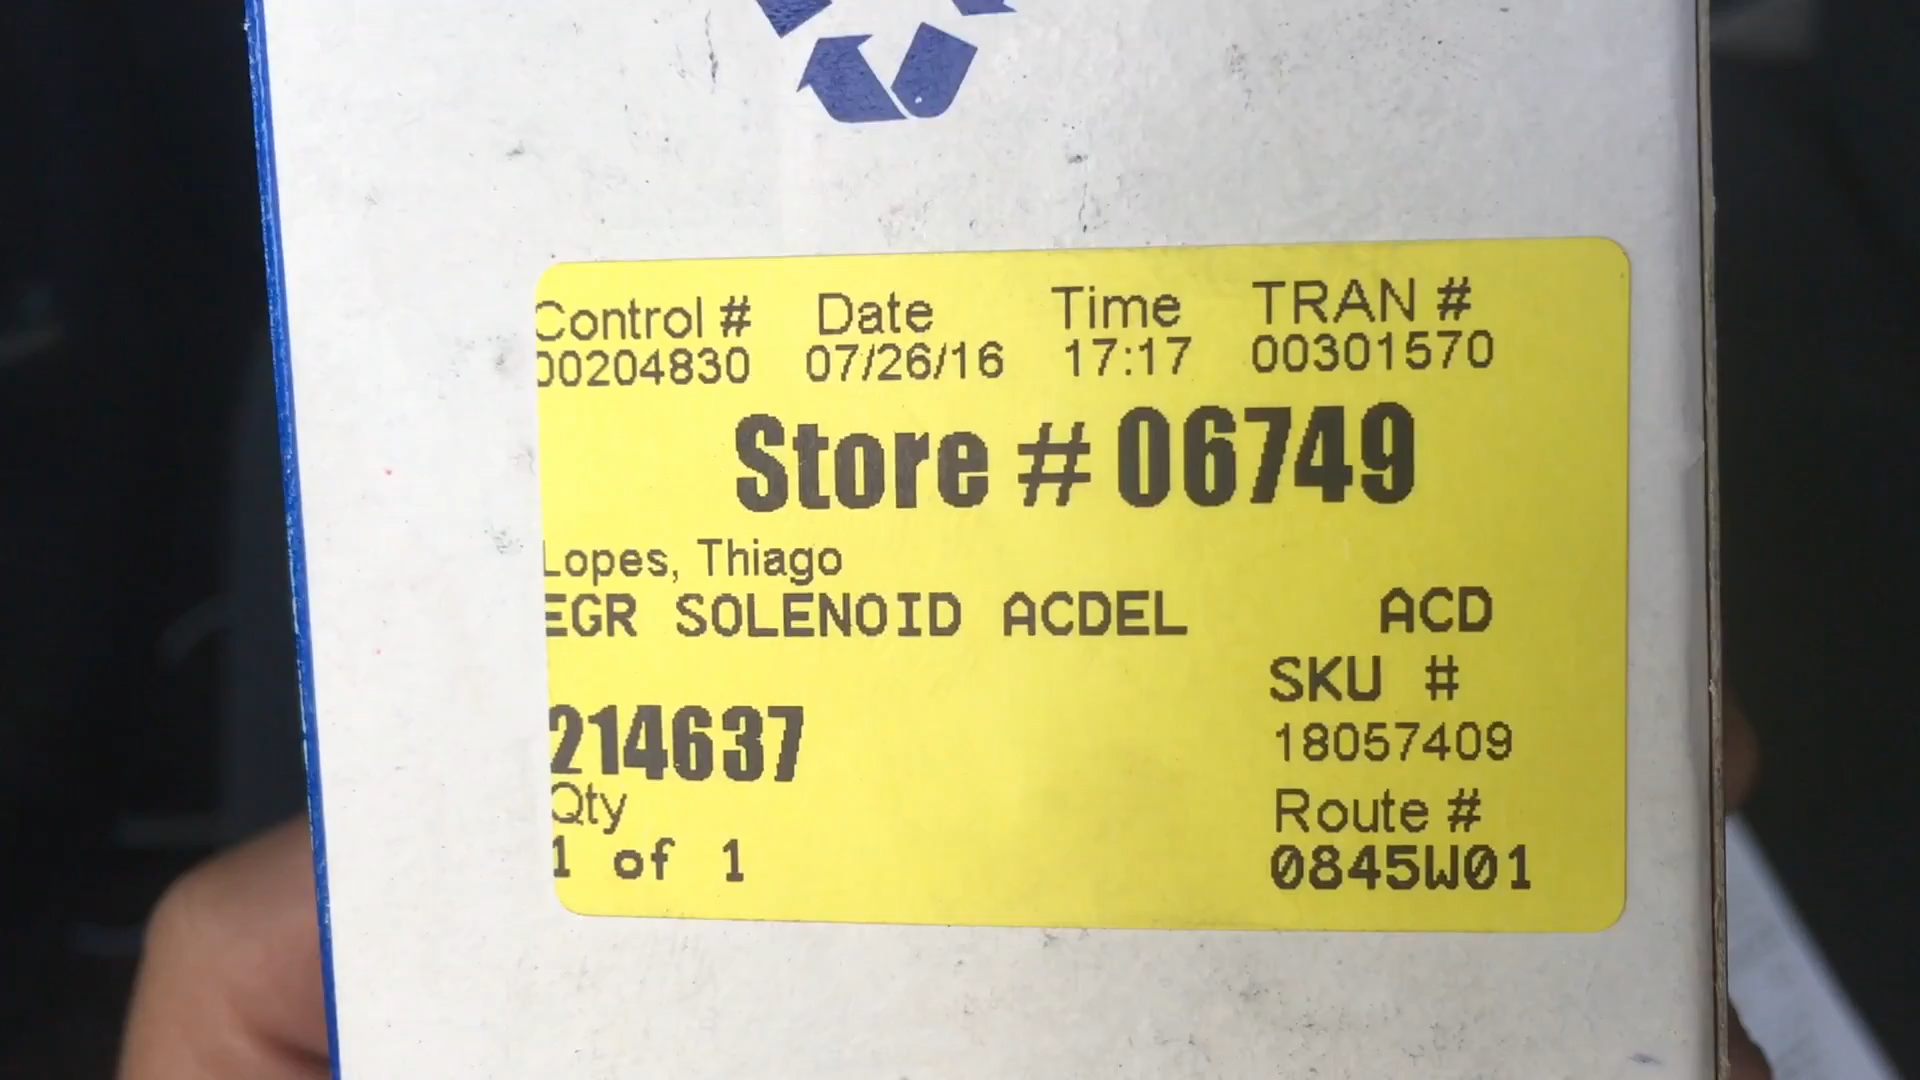 Control # Date Time TRAN #
00204830 07/26/16 17:17 00301570
Store # 06749
Lopes, Thiago
EGR SOLENOID ACDEL ACD
SKU #
214637 18057409
Qty Route #
1 of 1 0845W01